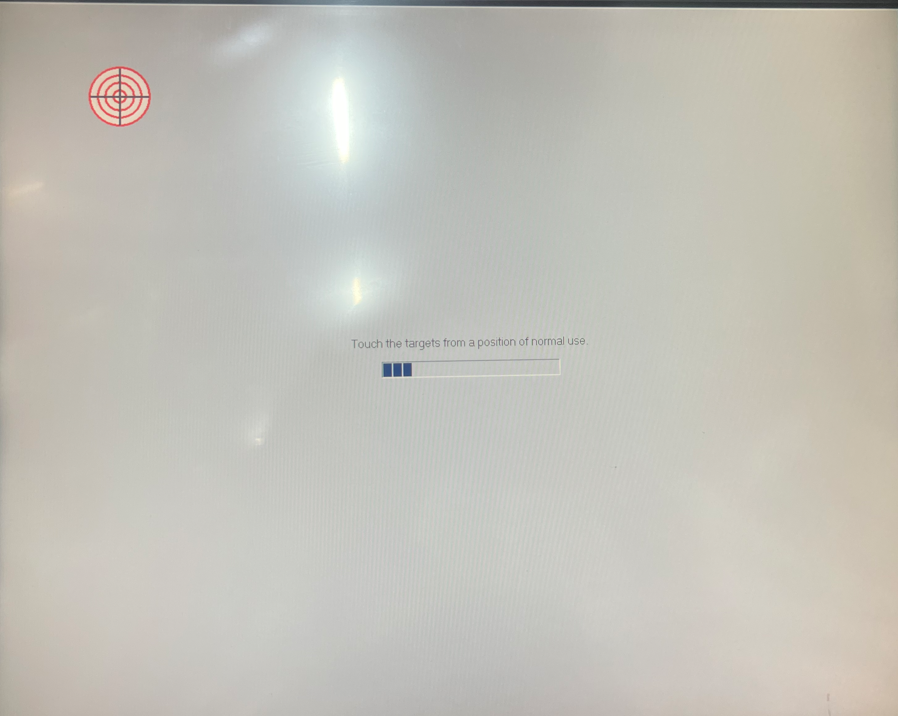 Touch the targets from a position of normal use.